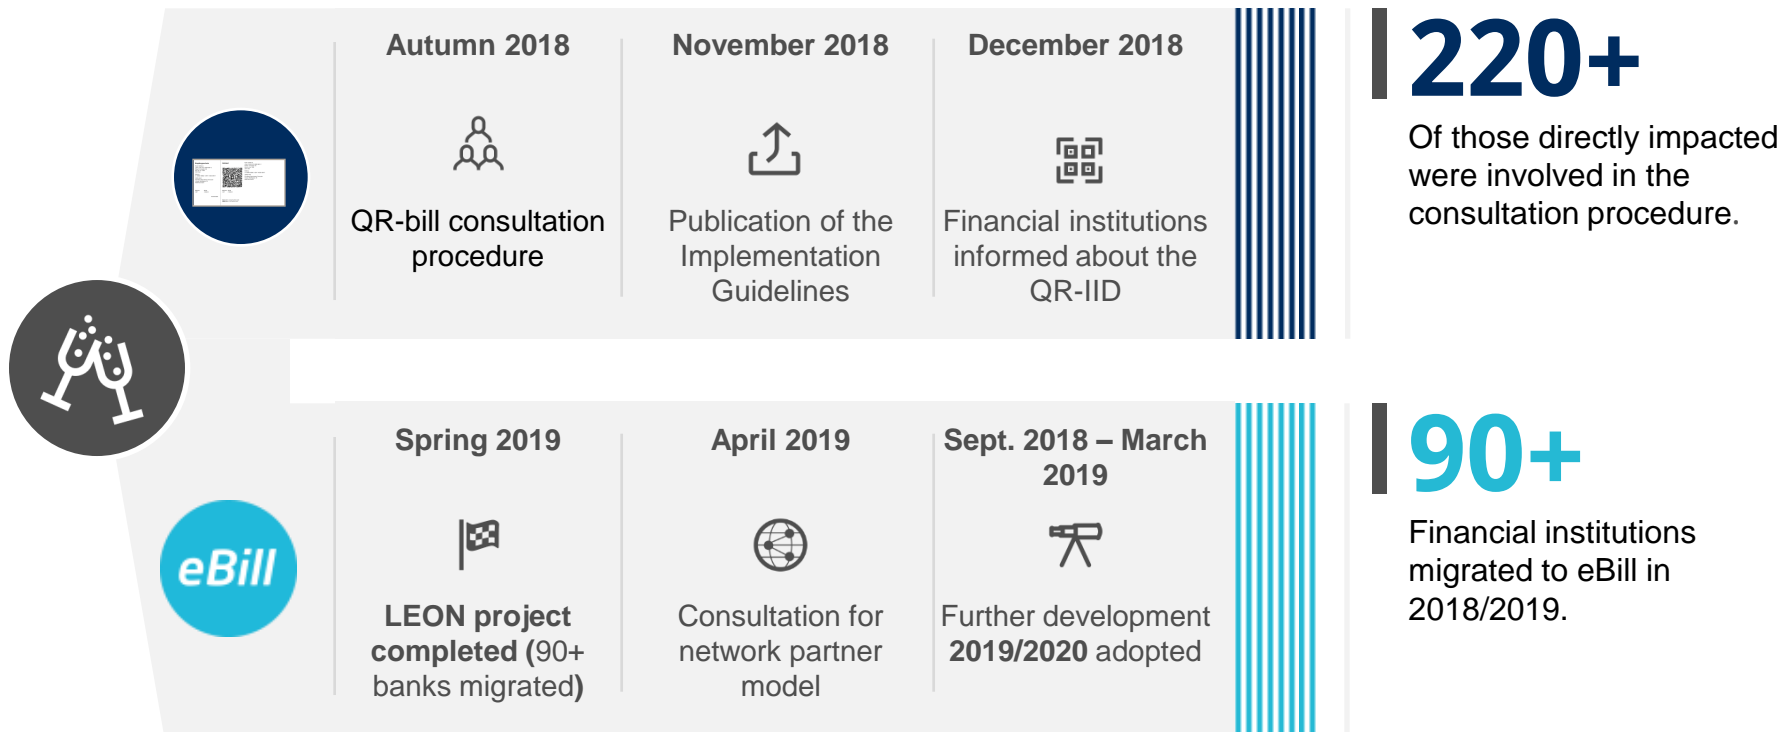 Autumn 2018
QR-bill consultation
procedure
November 2018
Publication of the
Implementation
Guidelines
December 2018
Financial institutions
informed about the
QR-IID
220+
Of those directly impacted
were involved in the
consultation procedure.
eBill
Spring 2019
LEON project
completed (90+
banks migrated)
April 2019
Consultation for
network partner
model
Sept. 2018 – March
2019
Further development
2019/2020 adopted
90+
Financial institutions
migrated to eBill in
2018/2019.